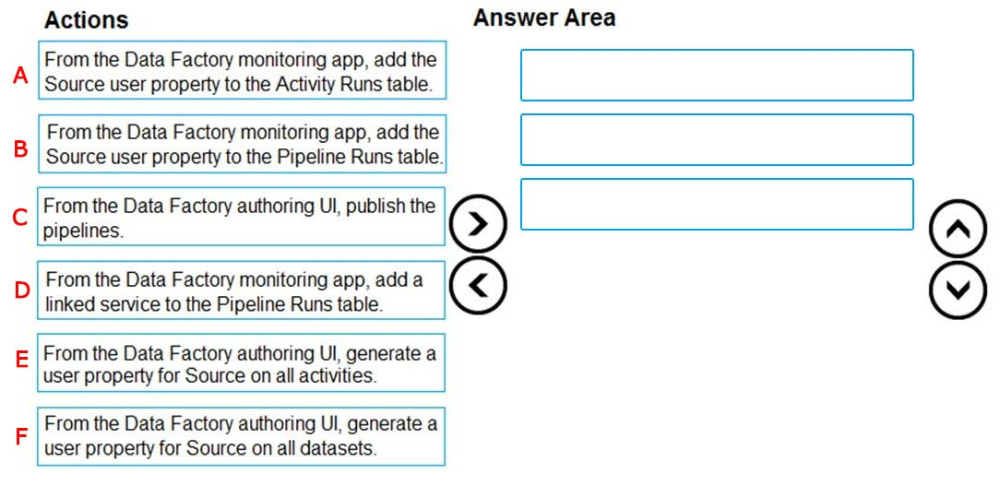 Actions
Answer Area
A
From the Data Factory monitoring app, add the
Source user property to the Activity Runs table.
B
From the Data Factory monitoring app, add the
Source user property to the Pipeline Runs table.
C
From the Data Factory authoring UI, publish the
pipelines.
D
From the Data Factory monitoring app, add a
linked service to the Pipeline Runs table.
E
From the Data Factory authoring UI, generate a
user property for Source on all activities.
F
From the Data Factory authoring UI, generate a
user property for Source on all datasets.